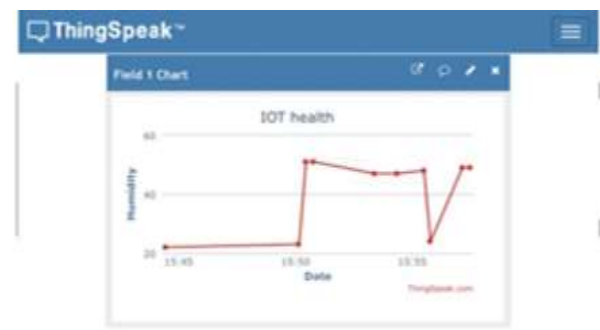 ThingSpeak™
Field 1 Chart
IOT health
60
40
20
Humidity
15:45 15:50 15:55
Date
ThingSpeak.com